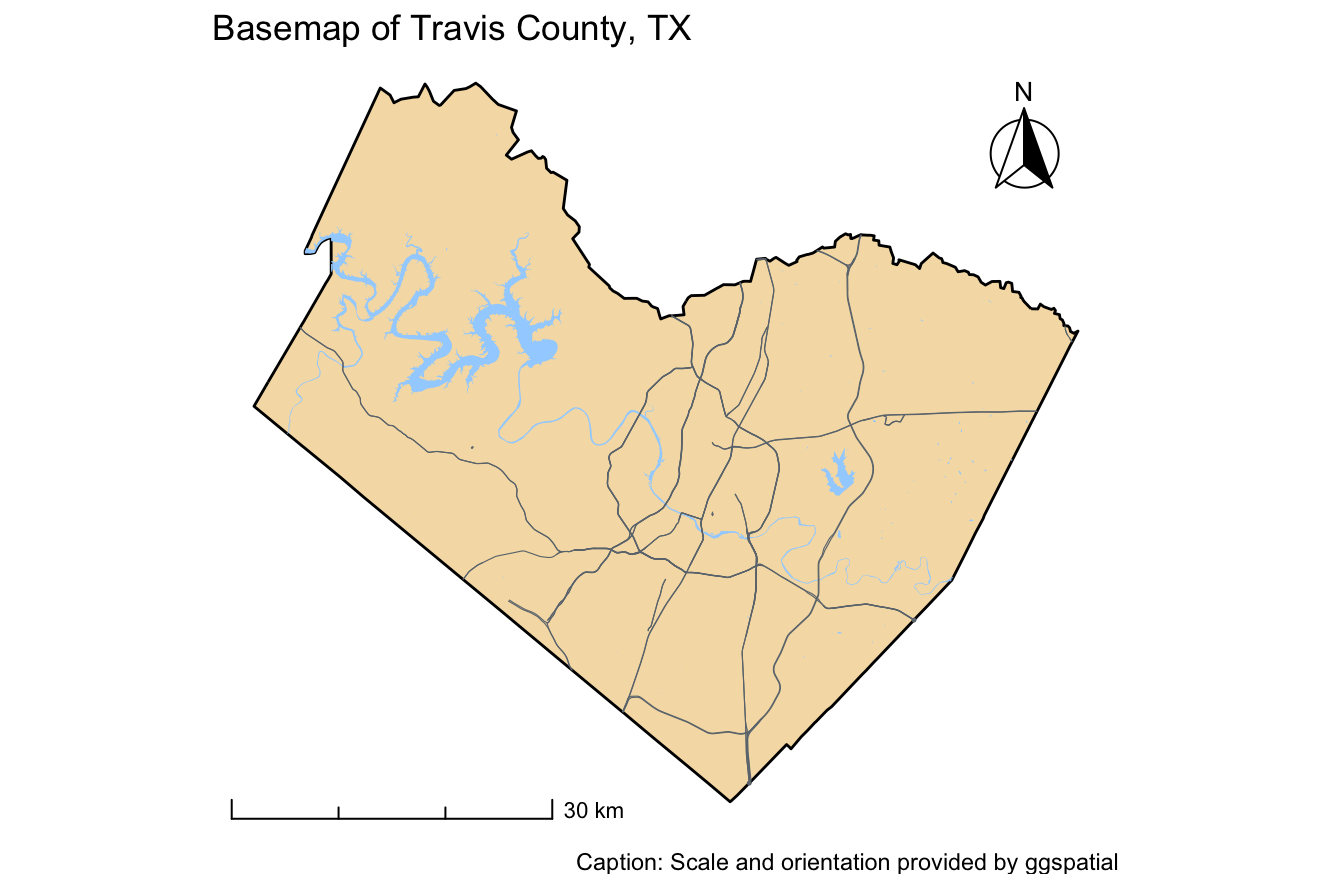 Basemap of Travis County, TX
N
30 km
Caption: Scale and orientation provided by ggspatial